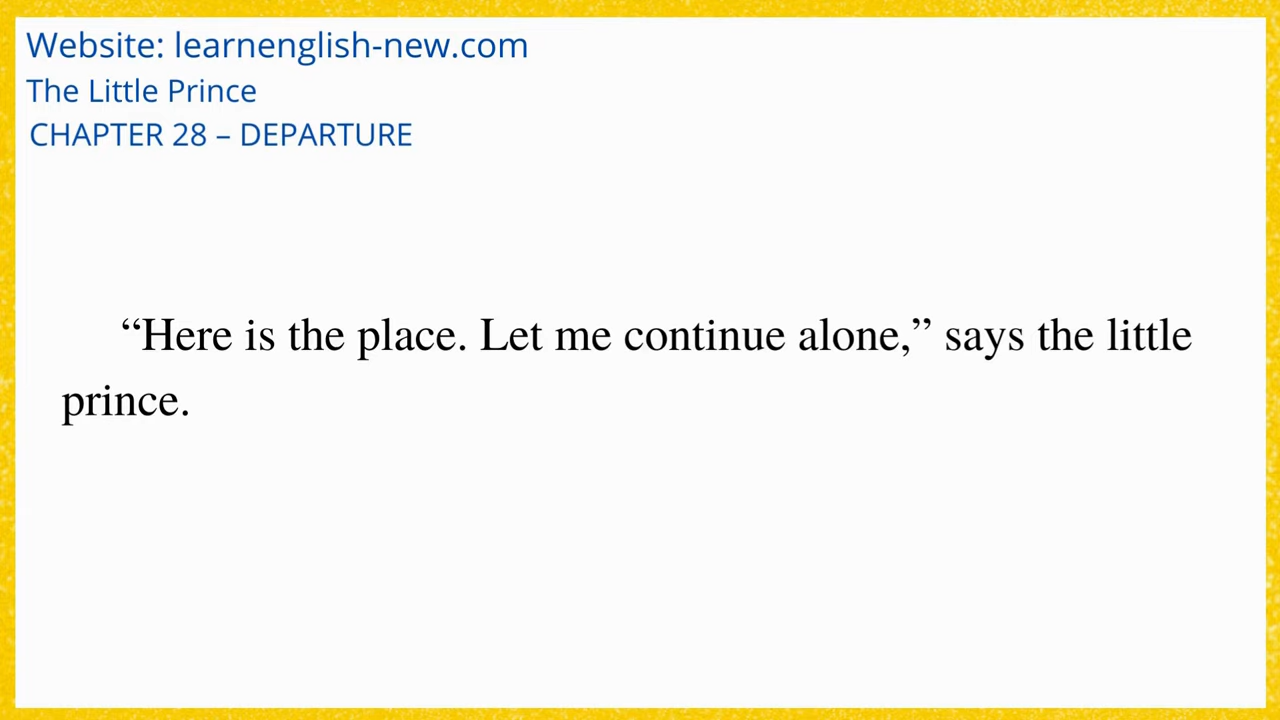 Website: learnenglish-new.com
The Little Prince
CHAPTER 28 – DEPARTURE
“Here is the place. Let me continue alone,” says the little
prince.